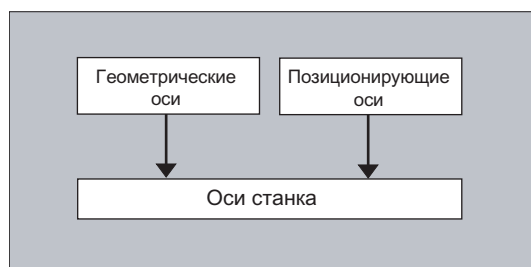 Геометрические
оси
Позиционирующие
оси
Оси станка